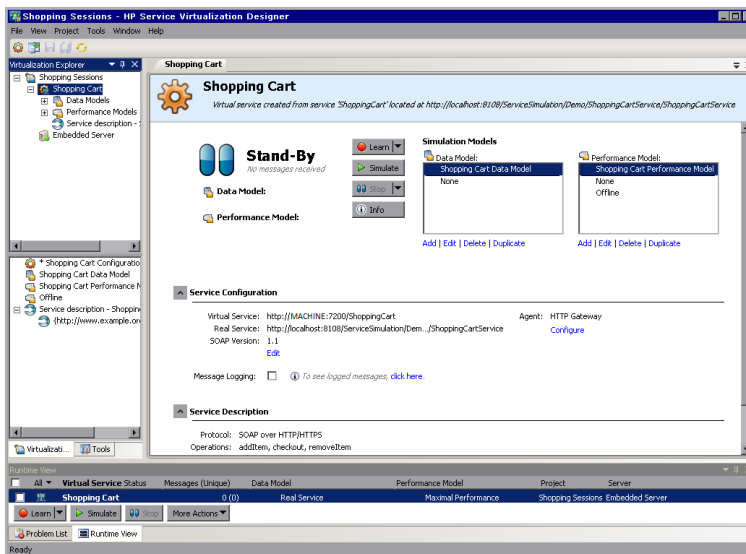 Shopping Sessions - HP Service Virtualization Designer
File View Project Tools Window Help
Virtualization Explorer
Shopping Sessions
Shopping Cart
Data Models
Performance Models
Service description -
Embedded Server
* Shopping Cart Configuratio
Shopping Cart Data Model
Shopping Cart Performance
Offline
Service description - Shoppin
{http://www.example.or
Virtualizati... Tools
Shopping Cart
Shopping Cart
Virtual service created from service 'ShoppingCart' located at http://localhost:8108/ServiceSimulation/Demo/ShoppingCartService/ShoppingCartService
Stand-By
No messages received
Data Model:
Performance Model:
Learn
Simulate
Stop
Info
Simulation Models
Data Model:
Shopping Cart Data Model
None
Add | Edit | Delete | Duplicate
Performance Model:
Shopping Cart Performance Model
None
Offline
Add | Edit | Delete | Duplicate
Service Configuration
Virtual Service: http://MACHINE:7200/ShoppingCart Agent: HTTP Gateway
Real Service: http://localhost:8108/ServiceSimulation/Dem.../ShoppingCartService Configure
SOAP Version: 1.1
Edit
Message Logging: To see logged messages, click here.
Service Description
Protocol: SOAP over HTTP/HTTPS
Operations: addItem, checkout, removeItem
Runtime View
All Virtual Service Status Messages (Unique) Data Model Performance Model Project Server
Shopping Cart 0 (0) Real Service Maximal Performance Shopping Sessions Embedded Server
Learn Simulate Stop More Actions
Problem List Runtime View
Ready